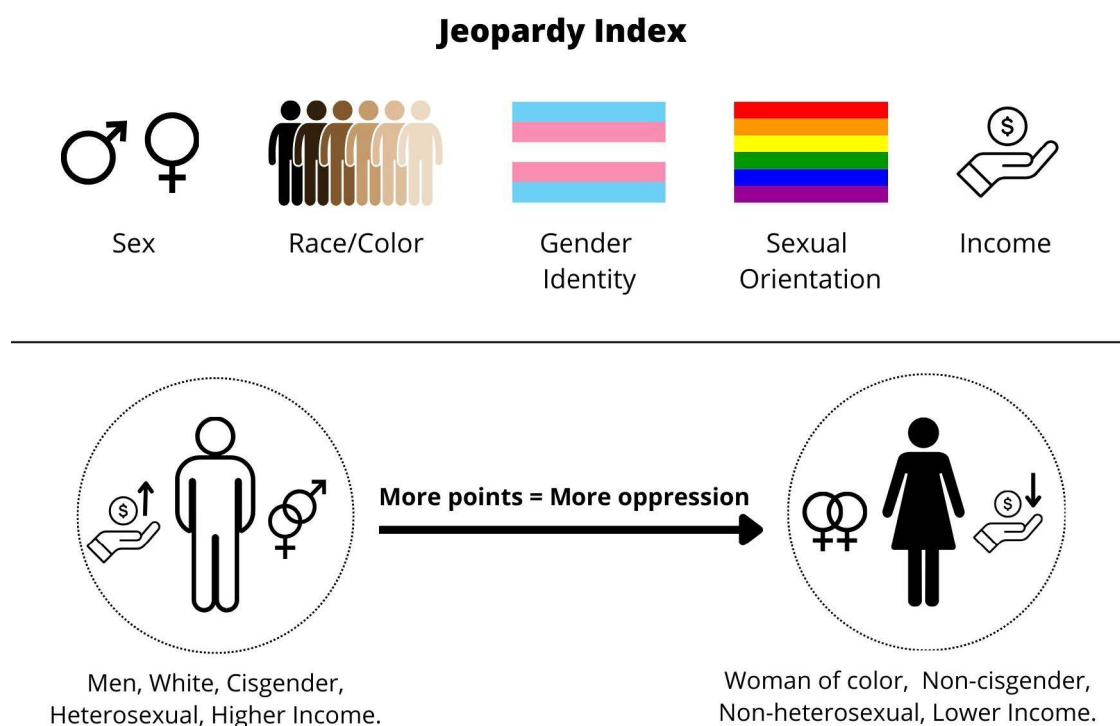 Jeopardy Index
Sex
Race/Color
Gender
Identity
Sexual
Orientation
Income
More points = More oppression
Men, White, Cisgender,
Heterosexual, Higher Income.
Woman of color, Non-cisgender,
Non-heterosexual, Lower Income.